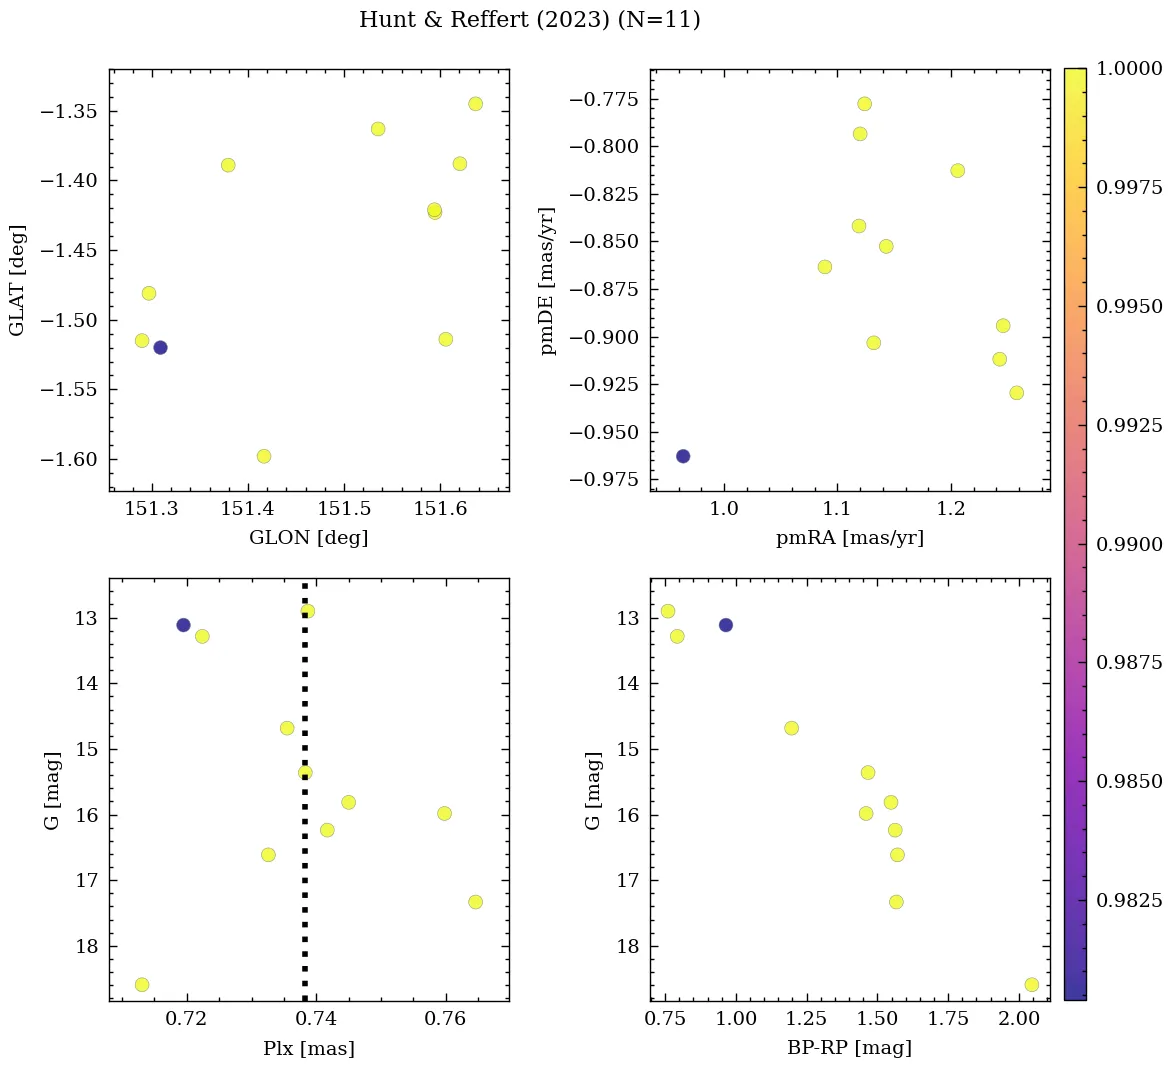 Hunt & Reffert (2023) (N=11)
−1.35
−1.40
−1.45
−1.50
−1.55
−1.60
GLAT [deg]
151.3 151.4 151.5 151.6
GLON [deg]
−0.775
−0.800
−0.825
−0.850
−0.875
−0.900
−0.925
−0.950
−0.975
pmDE [mas/yr]
1.0 1.1 1.2
pmRA [mas/yr]
13
14
15
16
17
18
G [mag]
0.72 0.74 0.76
Plx [mas]
13
14
15
16
17
18
G [mag]
0.75 1.00 1.25 1.50 1.75 2.00
BP-RP [mag]
1.0000
0.9975
0.9950
0.9925
0.9900
0.9875
0.9850
0.9825